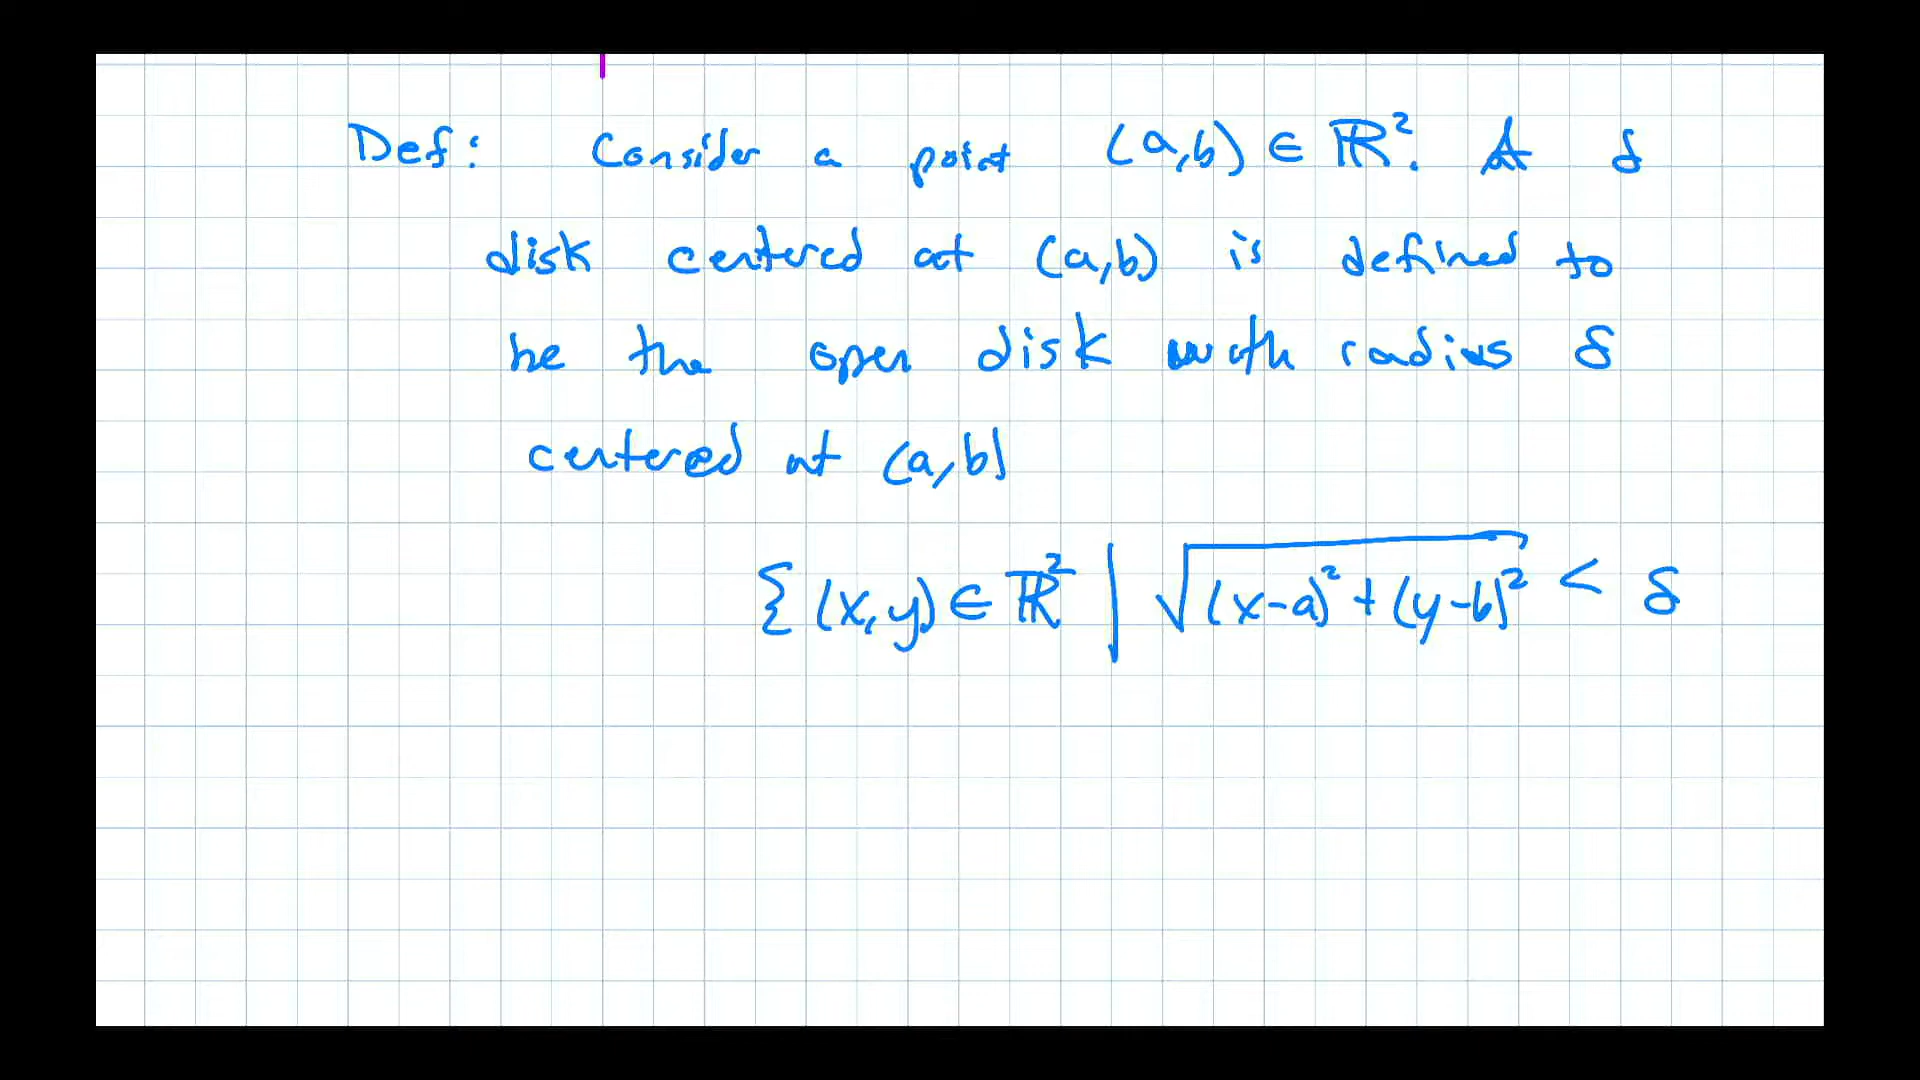 Def: Consider a point (a,b) ∈ ℝ². A δ
disk centered at (a,b) is defined to
be the open disk with radius δ
centered at (a,b)
{(x,y) ∈ ℝ² | √((x-a)² + (y-b)²) < δ